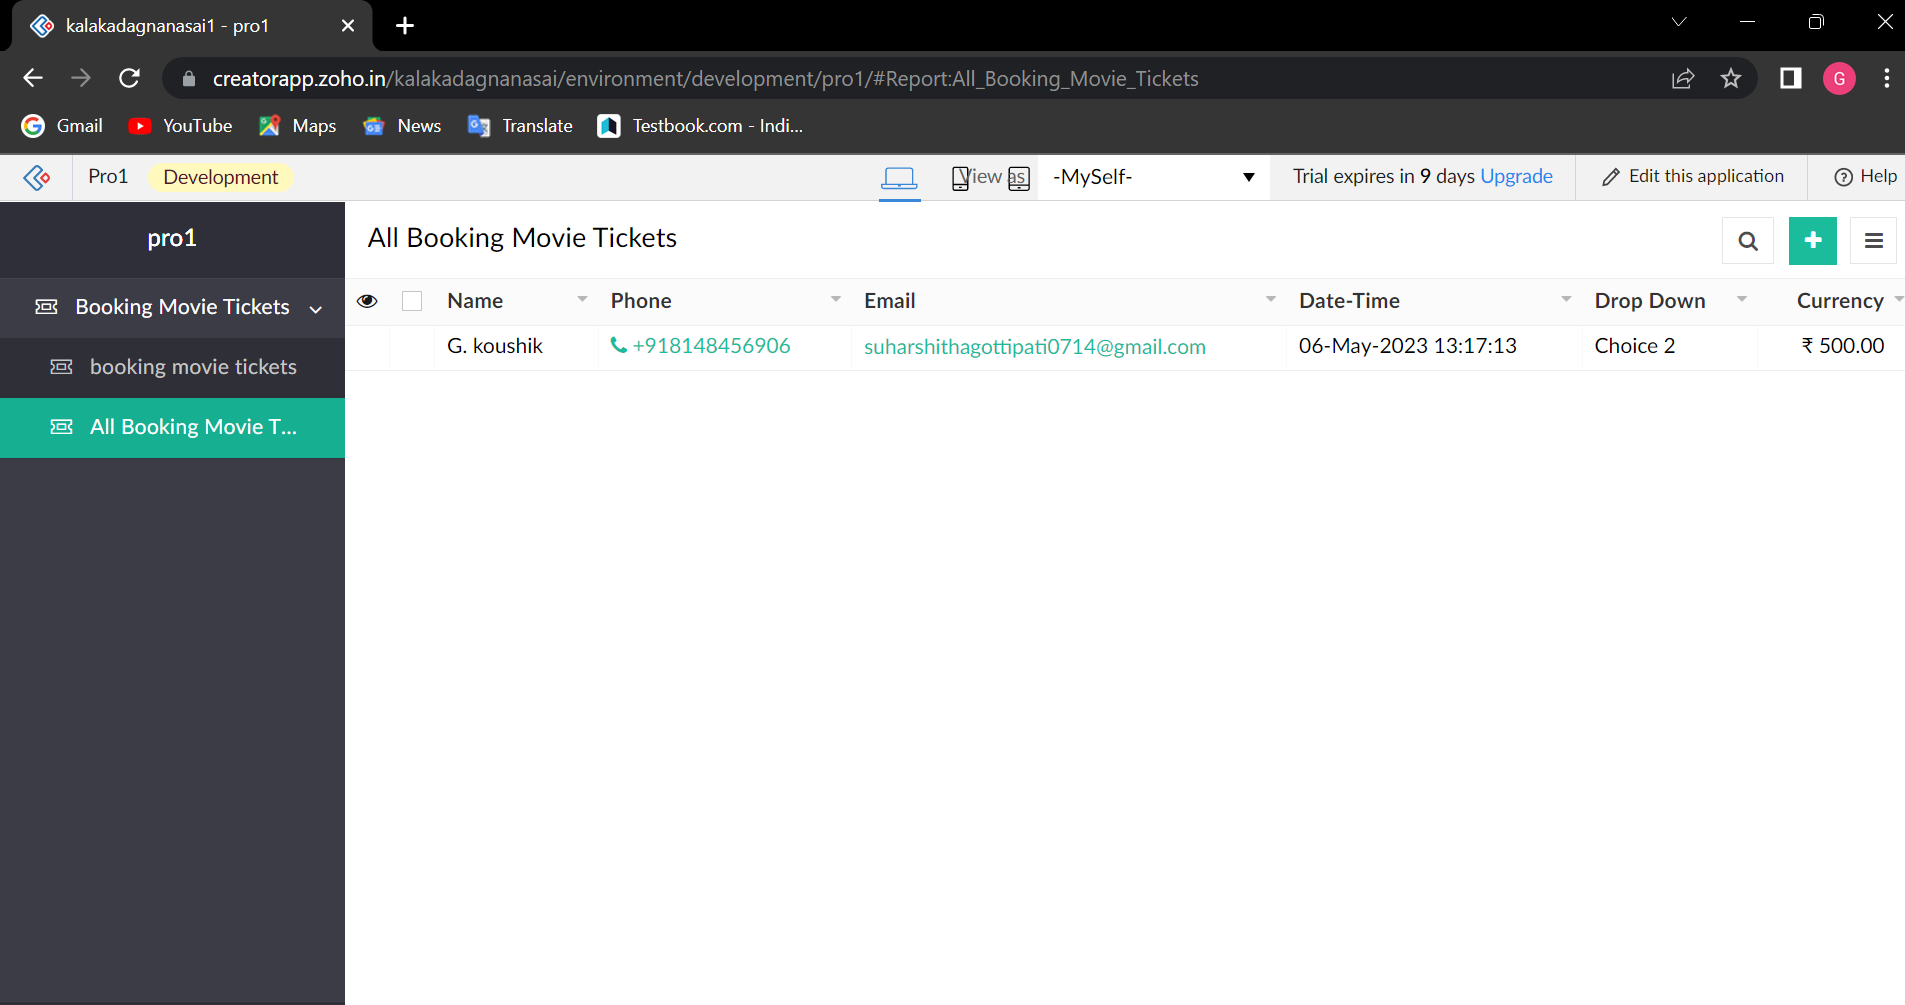 kalakadagnanasai1 - pro1
creatorapp.zoho.in/kalakadagnanasai/environment/development/pro1/#Report:All_Booking_Movie_Tickets
G
Gmail YouTube Maps News Translate Testbook.com - Indi...
Pro1 Development View as -MySelf- Trial expires in 9 days Upgrade Edit this application Help
pro1
All Booking Movie Tickets
Booking Movie Tickets
Name Phone Email Date-Time Drop Down Currency
G. koushik +918148456906 suharshithagottipati0714@gmail.com 06-May-2023 13:17:13 Choice 2 ₹ 500.00
booking movie tickets
All Booking Movie T...